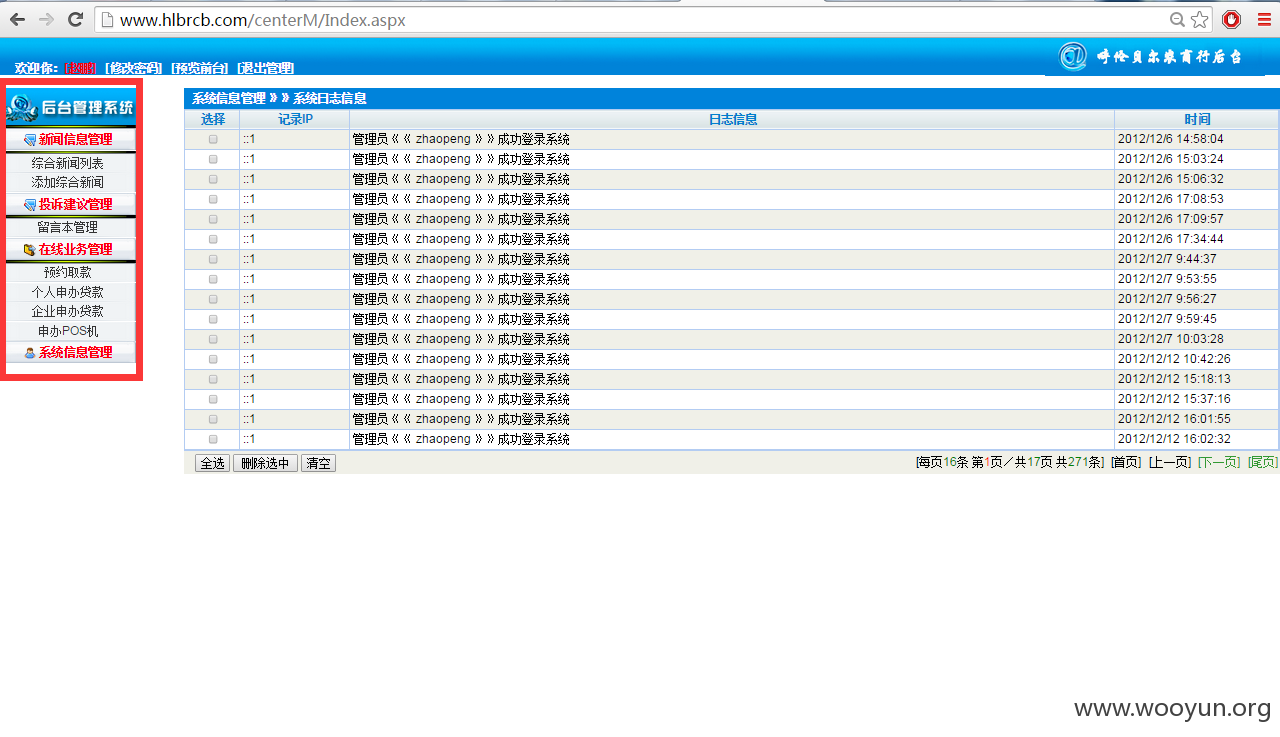 www.hlbrcb.com/centerM/Index.aspx
欢迎你: [赵鹏] [修改密码] [预览前台] [退出管理]
呼伦贝尔农商行后台
后台管理系统
新闻信息管理
综合新闻列表
添加综合新闻
投诉建议管理
留言本管理
在线业务管理
预约取款
个人申办贷款
企业申办贷款
申办POS机
系统信息管理
系统信息管理 》》系统日志信息
选择 记录IP 日志信息 时间
::1 管理员《《 zhaopeng 》》成功登录系统 2012/12/6 14:58:04
::1 管理员《《 zhaopeng 》》成功登录系统 2012/12/6 15:03:24
::1 管理员《《 zhaopeng 》》成功登录系统 2012/12/6 15:06:32
::1 管理员《《 zhaopeng 》》成功登录系统 2012/12/6 17:08:53
::1 管理员《《 zhaopeng 》》成功登录系统 2012/12/6 17:09:57
::1 管理员《《 zhaopeng 》》成功登录系统 2012/12/6 17:34:44
::1 管理员《《 zhaopeng 》》成功登录系统 2012/12/7 9:44:37
::1 管理员《《 zhaopeng 》》成功登录系统 2012/12/7 9:53:55
::1 管理员《《 zhaopeng 》》成功登录系统 2012/12/7 9:56:27
::1 管理员《《 zhaopeng 》》成功登录系统 2012/12/7 9:59:45
::1 管理员《《 zhaopeng 》》成功登录系统 2012/12/7 10:03:28
::1 管理员《《 zhaopeng 》》成功登录系统 2012/12/12 10:42:26
::1 管理员《《 zhaopeng 》》成功登录系统 2012/12/12 15:18:13
::1 管理员《《 zhaopeng 》》成功登录系统 2012/12/12 15:37:16
::1 管理员《《 zhaopeng 》》成功登录系统 2012/12/12 16:01:55
::1 管理员《《 zhaopeng 》》成功登录系统 2012/12/12 16:02:32
全选 删除选中 清空 [每页16条 第1页／共17页 共271条] [首页] [上一页] [下一页] [尾页]
www.wooyun.org